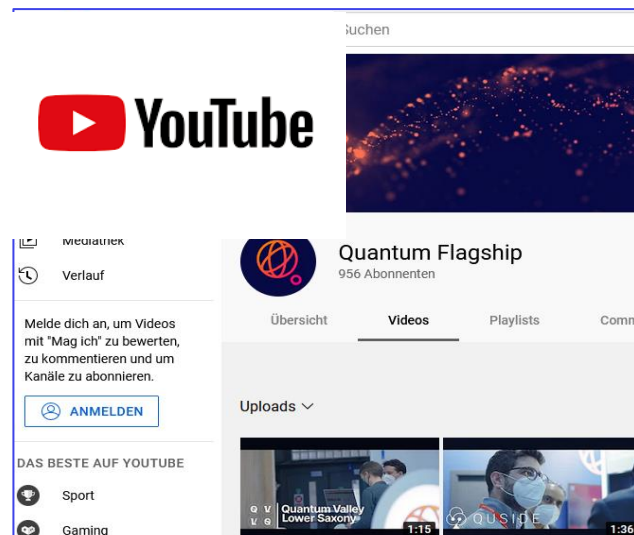 Suchen
YouTube
Mediathek
Verlauf
Quantum Flagship
956 Abonnenten
Übersicht
Videos
Playlists
Melde dich an, um Videos
mit "Mag ich" zu bewerten,
zu kommentieren und um
Kanäle zu abonnieren.
ANMELDEN
Uploads
DAS BESTE AUF YOUTUBE
Sport
Gaming
Q V
L S
Quantum Valley
Lower Saxony
1:15
QUSIDE
1:36